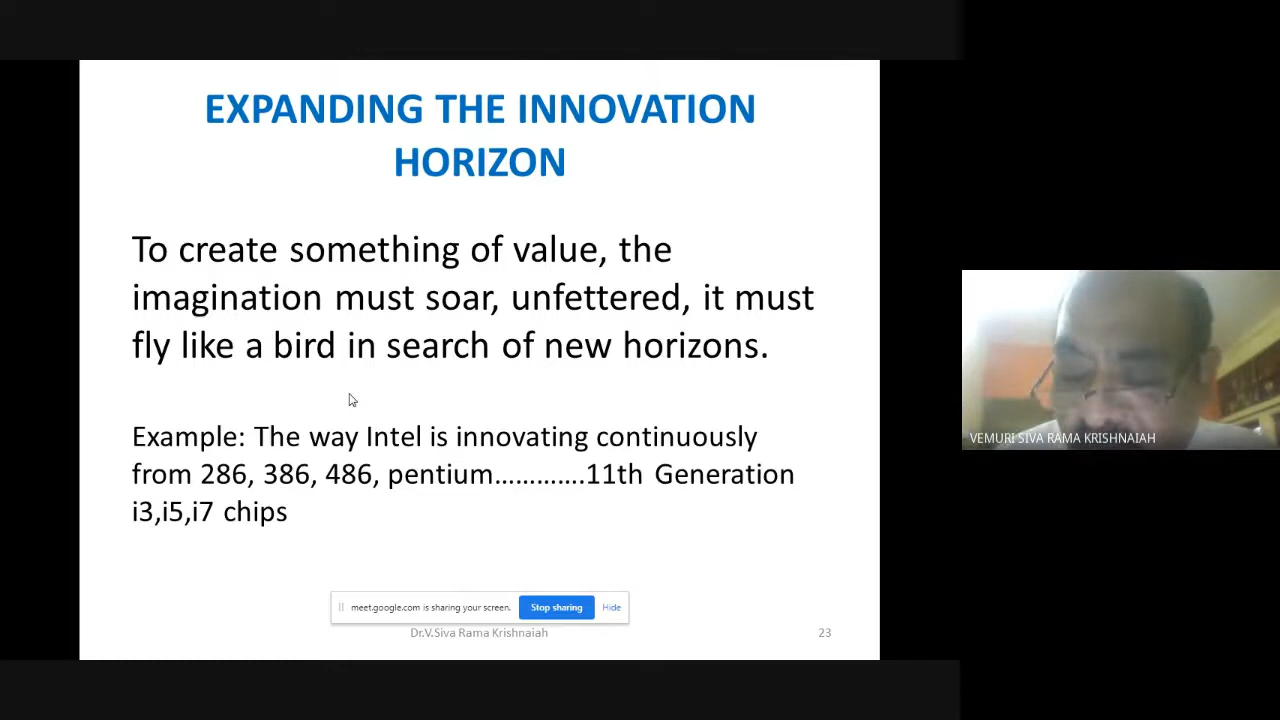 EXPANDING THE INNOVATION
HORIZON
To create something of value, the
imagination must soar, unfettered, it must
fly like a bird in search of new horizons.
Example: The way Intel is innovating continuously
from 286, 386, 486, pentium………….11th Generation
i3,i5,i7 chips
meet.google.com is sharing your screen.
Stop sharing
Hide
Dr.V.Siva Rama Krishnaiah
23
VEMURI SIVA RAMA KRISHNAIAH